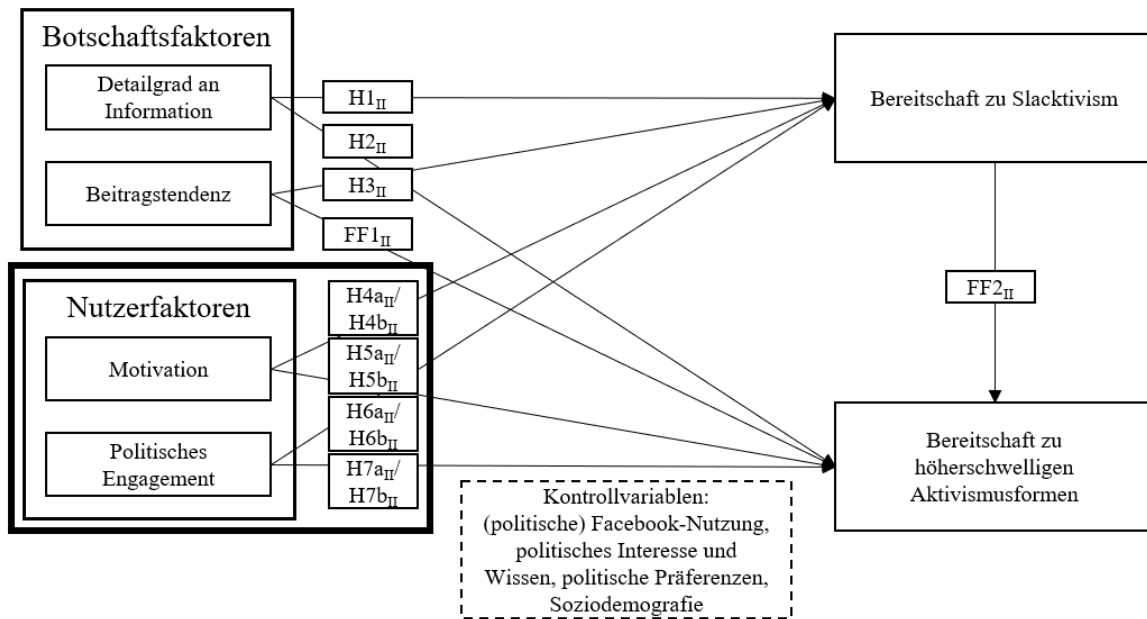 Botschaftsfaktoren
Detailgrad an
Information
Beitragstendenz
H1II
H2II
H3II
FF1II
Nutzerfaktoren
Motivation
Politisches
Engagement
H4aII/
H4bII
H5aII/
H5bII
H6aII/
H6bII
H7aII/
H7bII
Bereitschaft zu Slacktivism
FF2II
Bereitschaft zu
höherschwelligen
Aktivismusformen
Kontrollvariablen:
(politische) Facebook-Nutzung,
politisches Interesse und
Wissen, politische Präferenzen,
Soziodemografie